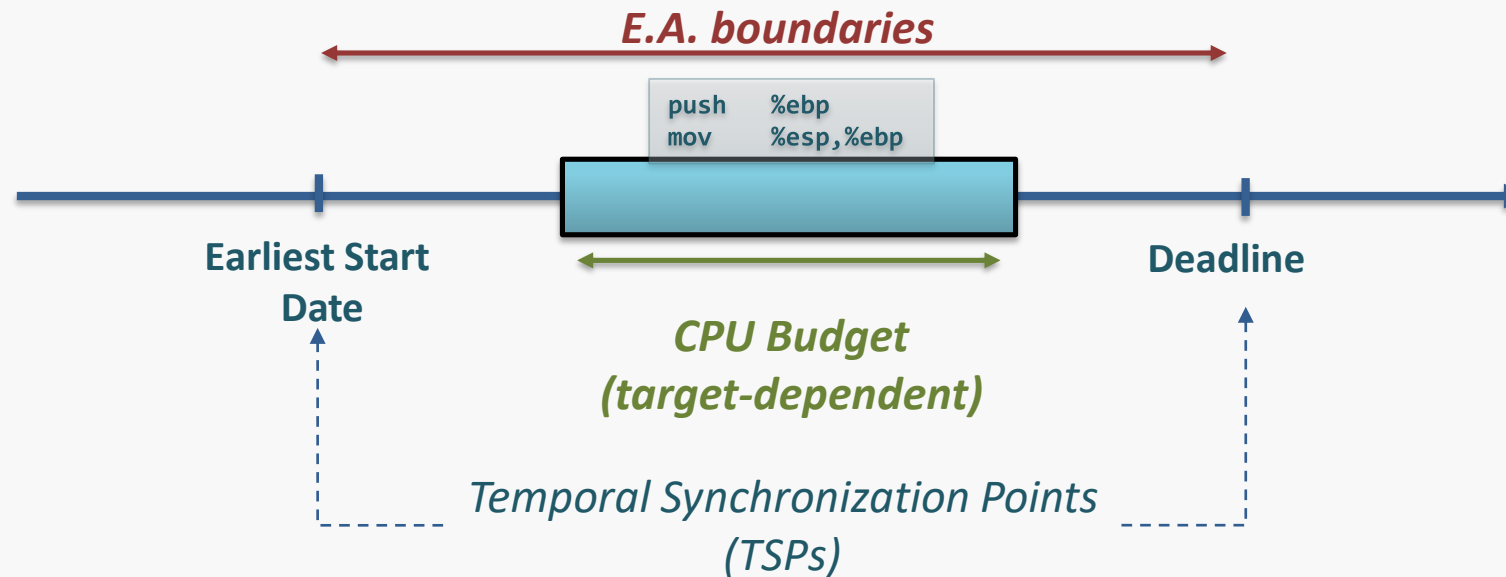 E.A. boundaries
push %ebp
mov %esp,%ebp
Earliest Start
Date
Deadline
CPU Budget
(target-dependent)
Temporal Synchronization Points
(TSPs)